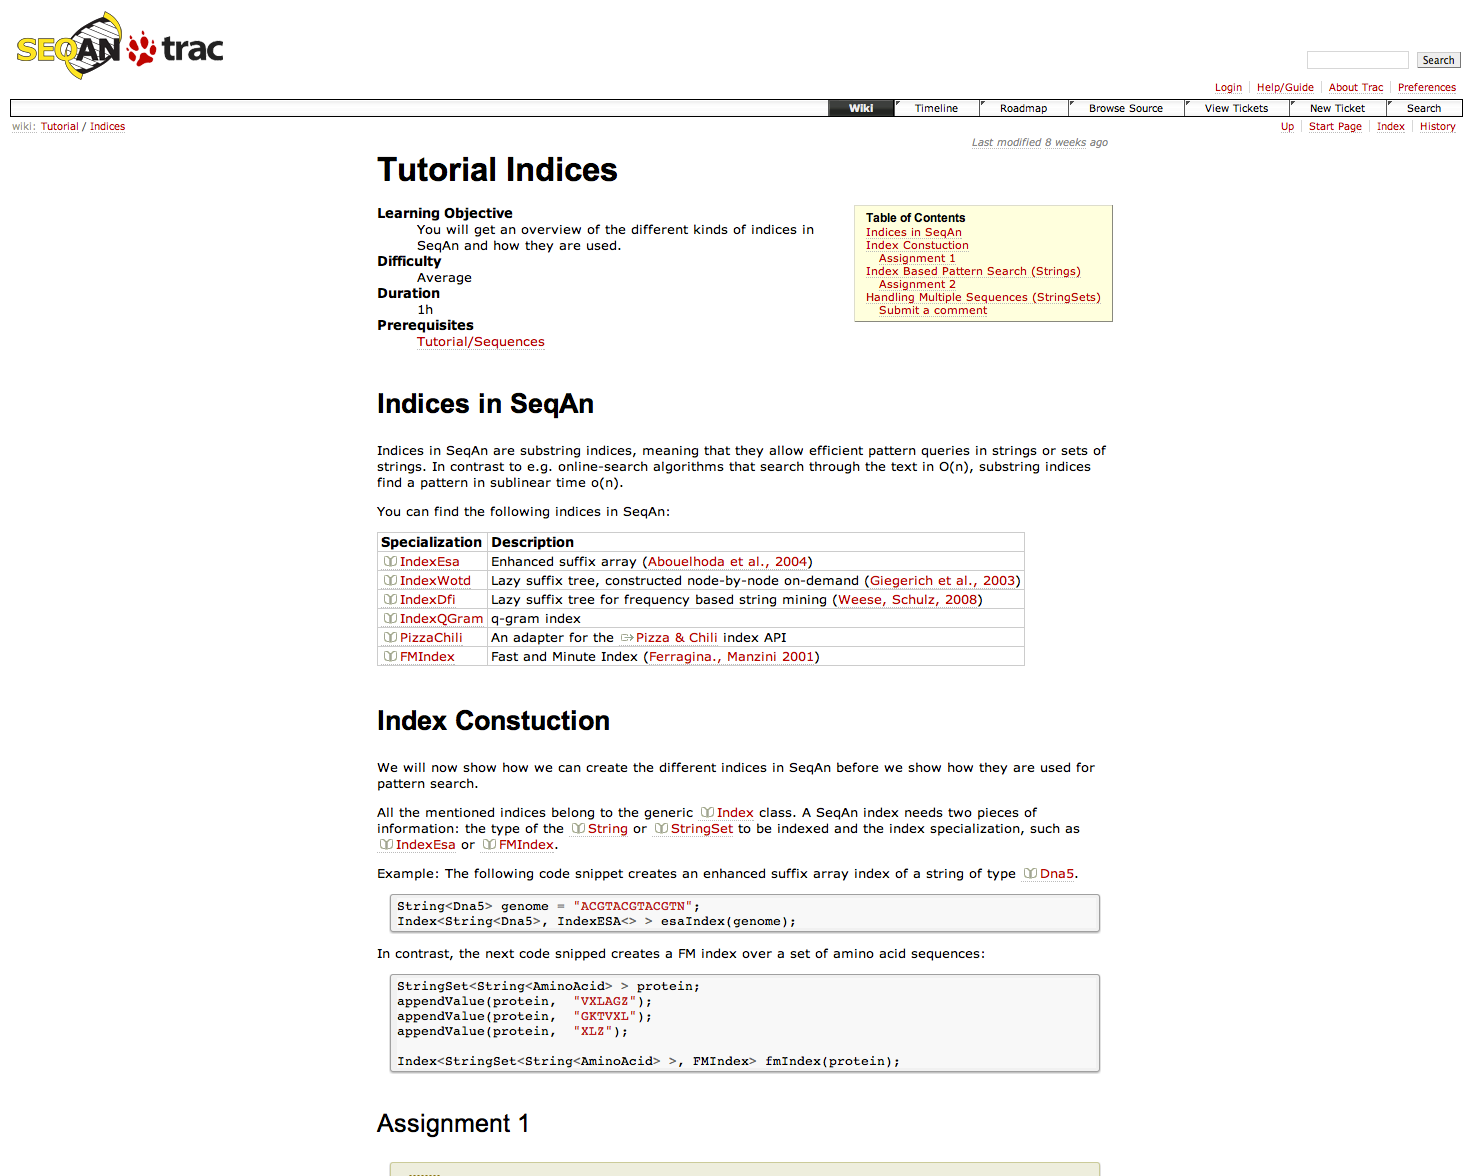 SEQAN trac
Search
Login Help/Guide About Trac Preferences
Wiki Timeline Roadmap Browse Source View Tickets New Ticket Search
wiki: Tutorial / Indices
Up Start Page Index History
Last modified 8 weeks ago
Tutorial Indices
Learning Objective
You will get an overview of the different kinds of indices in
SeqAn and how they are used.
Difficulty
Average
Duration
1h
Prerequisites
Tutorial/Sequences
Table of Contents
Indices in SeqAn
Index Constuction
Assignment 1
Index Based Pattern Search (Strings)
Assignment 2
Handling Multiple Sequences (StringSets)
Submit a comment
Indices in SeqAn
Indices in SeqAn are substring indices, meaning that they allow efficient pattern queries in strings or sets of
strings. In contrast to e.g. online-search algorithms that search through the text in O(n), substring indices
find a pattern in sublinear time o(n).
You can find the following indices in SeqAn:
Specialization Description
IndexEsa Enhanced suffix array (Abouelhoda et al., 2004)
IndexWotd Lazy suffix tree, constructed node-by-node on-demand (Giegerich et al., 2003)
IndexDfi Lazy suffix tree for frequency based string mining (Weese, Schulz, 2008)
IndexQGram q-gram index
PizzaChili An adapter for the Pizza & Chili index API
FMIndex Fast and Minute Index (Ferragina., Manzini 2001)
Index Constuction
We will now show how we can create the different indices in SeqAn before we show how they are used for
pattern search.
All the mentioned indices belong to the generic Index class. A SeqAn index needs two pieces of
information: the type of the String or StringSet to be indexed and the index specialization, such as
IndexEsa or FMIndex.
Example: The following code snippet creates an enhanced suffix array index of a string of type Dna5.
String<Dna5> genome = "ACGTACGTACGTN";
Index<String<Dna5>, IndexESA<> > esaIndex(genome);
In contrast, the next code snipped creates a FM index over a set of amino acid sequences:
StringSet<String<AminoAcid> > protein;
appendValue(protein, "VXLAGZ");
appendValue(protein, "GKTVXL");
appendValue(protein, "XLZ");
Index<StringSet<String<AminoAcid> >, FMIndex> fmIndex(protein);
Assignment 1